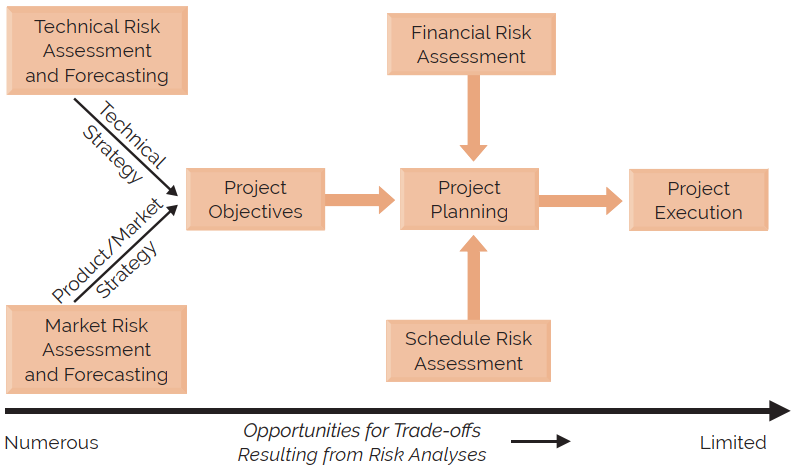 Technical Risk
Assessment
and Forecasting
Financial Risk
Assessment
Technical
Strategy
Project
Objectives
Project
Planning
Project
Execution
Product/Market
Strategy
Market Risk
Assessment
and Forecasting
Schedule Risk
Assessment
Numerous
Opportunities for Trade-offs
Resulting from Risk Analyses
Limited